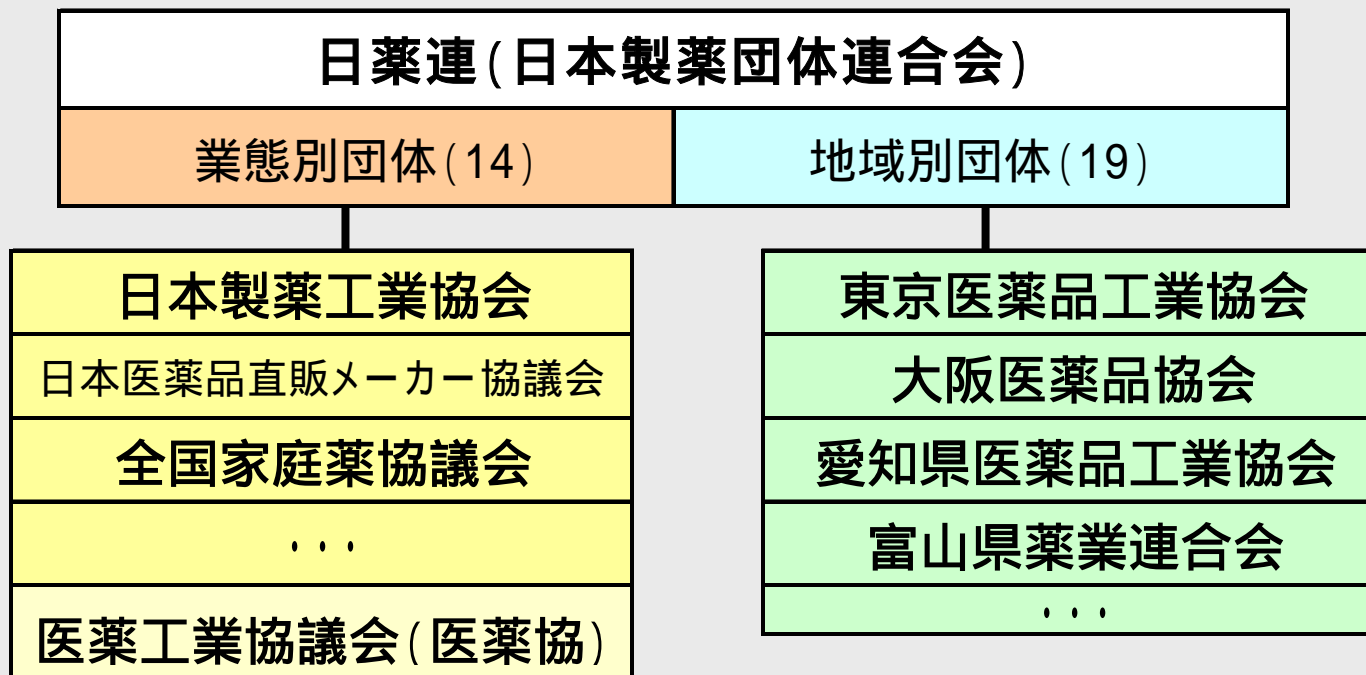 日薬連(日本製薬団体連合会)
業態別団体(14)
地域別団体(19)
日本製薬工業協会
日本医薬品直販メーカー協議会
全国家庭薬協議会
・・・
医薬工業協議会(医薬協)
東京医薬品工業協会
大阪医薬品協会
愛知県医薬品工業協会
富山県薬業連合会
・・・